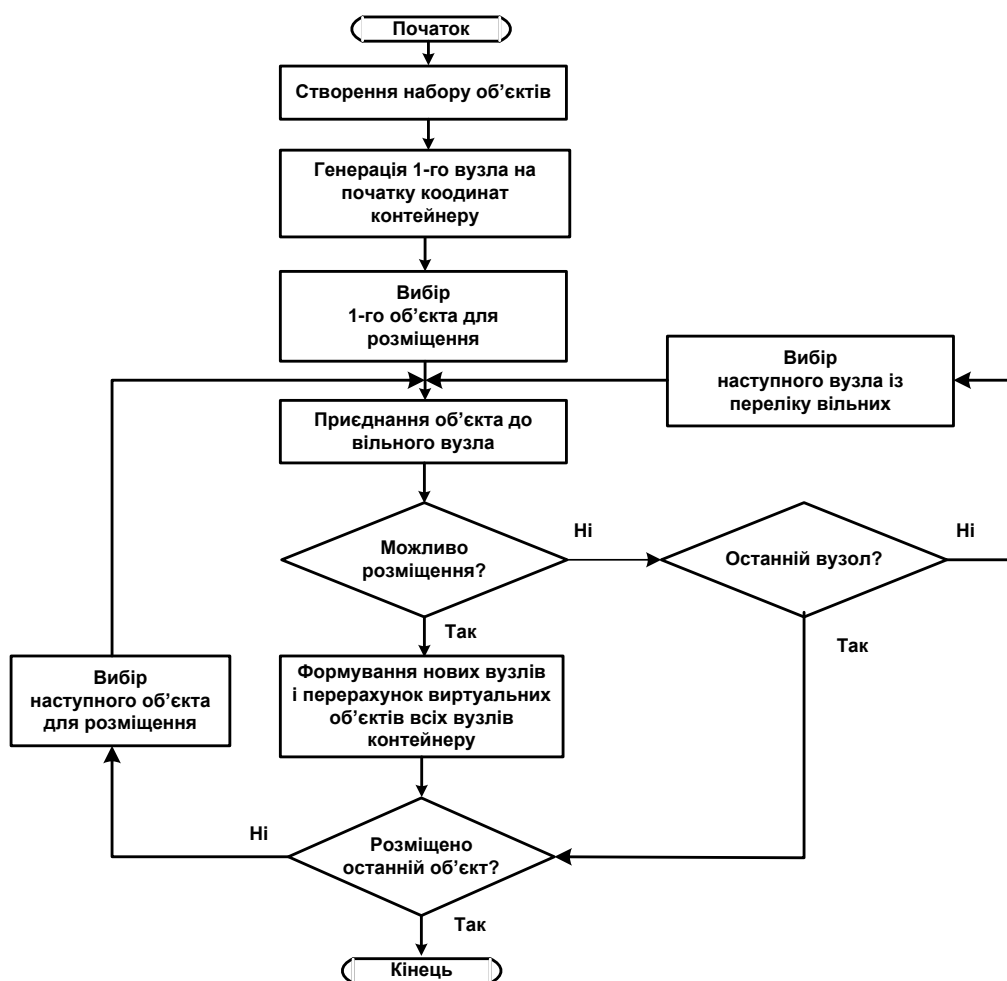 Початок
Створення набору об’єктів
Генерація 1-го вузла на
початку коодинат
контейнеру
Вибір
1-го об’єкта для
розміщення
Вибір
наступного вузла із
переліку вільних
Приєднання об’єкта до
вільного вузла
Можливо
розміщення?
Ні
Останній вузол?
Ні
Так
Так
Формування нових вузлів
і перерахунок виртуальних
об’єктів всіх вузлів
контейнеру
Вибір
наступного об’єкта
для розміщення
Ні
Розміщено
останній об’єкт?
Так
Кінець